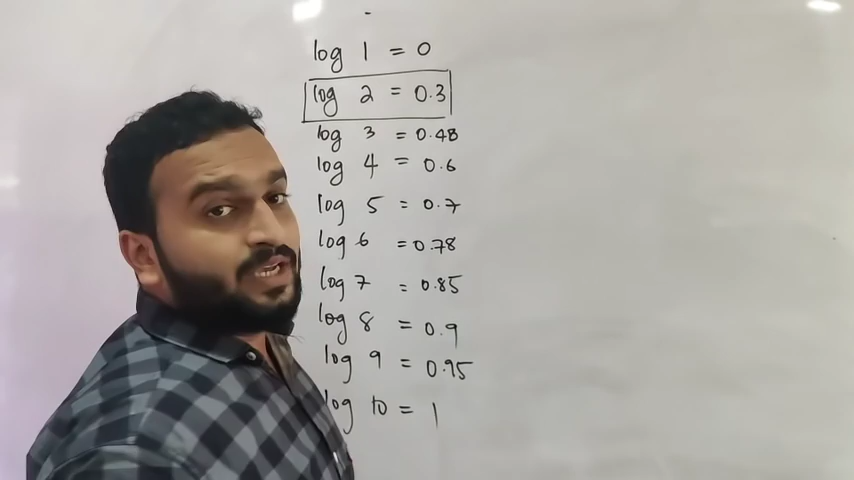 log 1 = 0
log 2 = 0.3
log 3 = 0.48
log 4 = 0.6
log 5 = 0.7
log 6 = 0.78
log 7 = 0.85
log 8 = 0.9
log 9 = 0.95
log 10 = 1